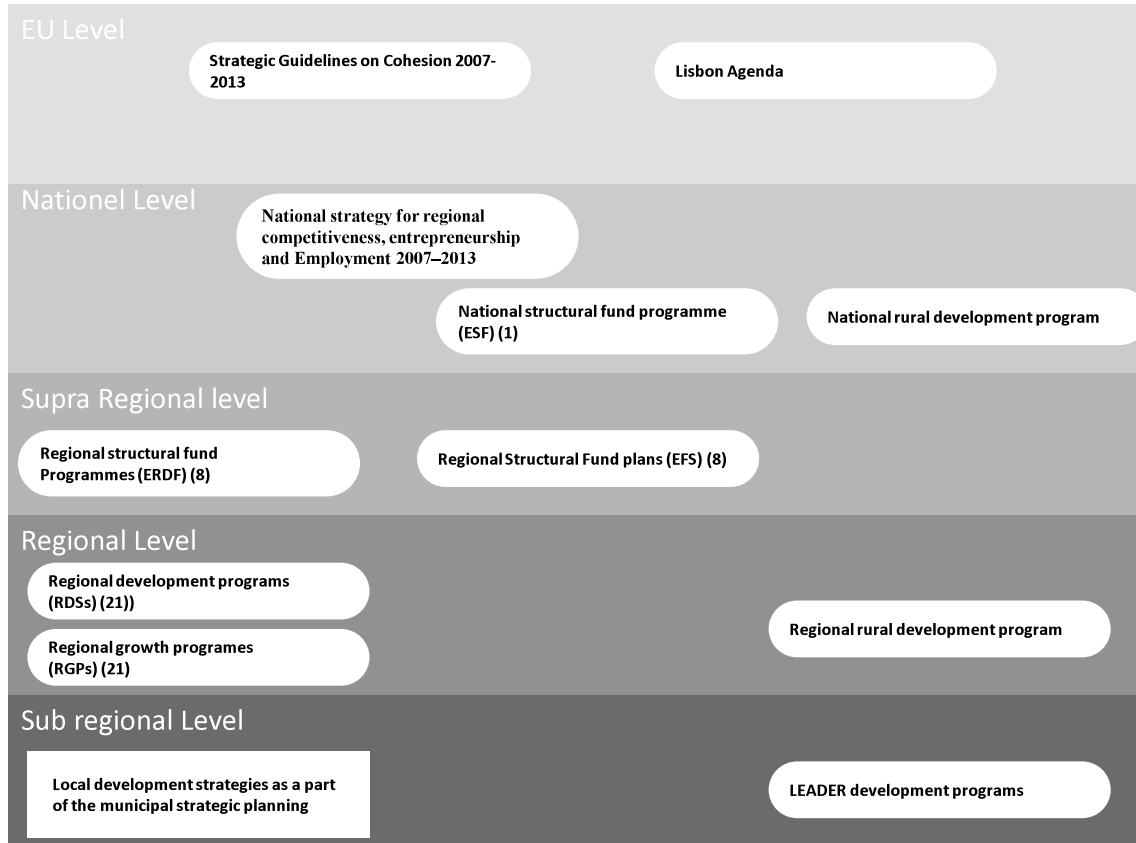 EU Level
Strategic Guidelines on Cohesion 2007-
2013
Lisbon Agenda
Nationel Level
National strategy for regional
competitiveness, entrepreneurship
and Employment 2007–2013
National structural fund programme
(ESF) (1)
National rural development program
Supra Regional level
Regional structural fund
Programmes (ERDF) (8)
Regional Structural Fund plans (EFS) (8)
Regional Level
Regional development programs
(RDSs) (21))
Regional growth programes
(RGPs) (21)
Regional rural development program
Sub regional Level
Local development strategies as a part
of the municipal strategic planning
LEADER development programs